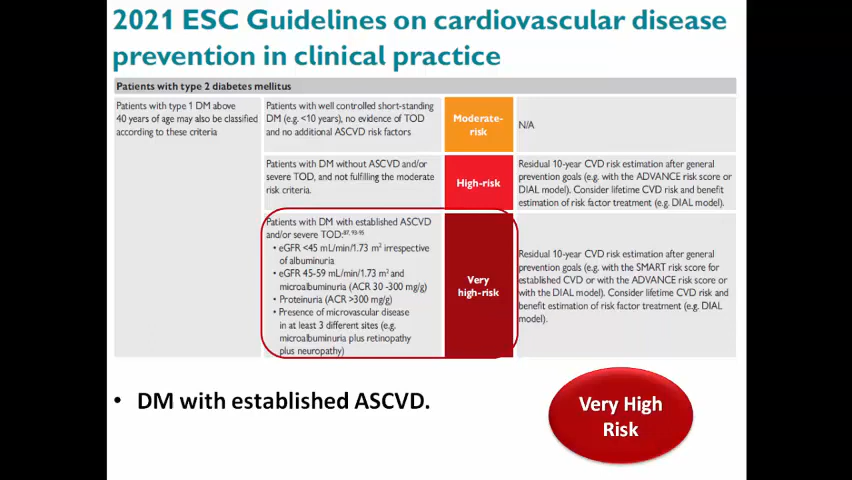 2021 ESC Guidelines on cardiovascular disease
prevention in clinical practice
Patients with type 2 diabetes mellitus
Patients with type 1 DM above
40 years of age may also be classified
according to these criteria
Patients with well controlled short-standing
DM (e.g. <10 years), no evidence of TOD
and no additional ASCVD risk factors
Moderate-
risk
N/A
Patients with DM without ASCVD and/or
severe TOD, and not fulfilling the moderate
risk criteria.
High-risk
Residual 10-year CVD risk estimation after general
prevention goals (e.g. with the ADVANCE risk score or
DIAL model). Consider lifetime CVD risk and benefit
estimation of risk factor treatment (e.g. DIAL model).
Patients with DM with established ASCVD
and/or severe TOD:87, 93-95
• eGFR <45 mL/min/1.73 m2 irrespective
of albuminuria
• eGFR 45-59 mL/min/1.73 m2 and
microalbuminuria (ACR 30 -300 mg/g)
• Proteinuria (ACR >300 mg/g)
• Presence of microvascular disease
in at least 3 different sites (e.g.
microalbuminuria plus retinopathy
plus neuropathy)
Very
high-risk
Residual 10-year CVD risk estimation after general
prevention goals (e.g. with the SMART risk score for
established CVD or with the ADVANCE risk score or
with the DIAL model). Consider lifetime CVD risk and
benefit estimation of risk factor treatment (e.g. DIAL
model).
• DM with established ASCVD.
Very High
Risk